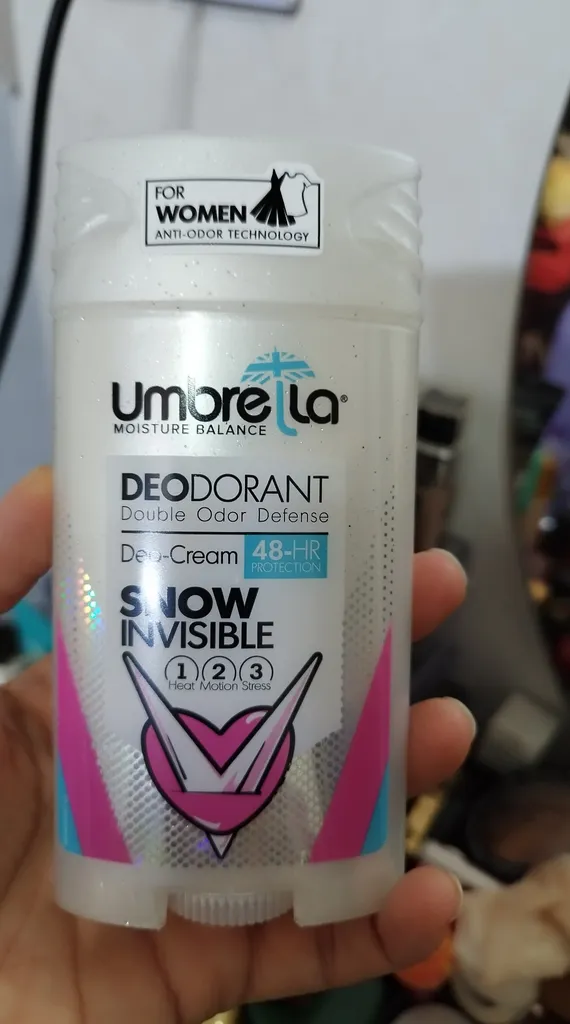 FOR
WOMEN
ANTI-ODOR TECHNOLOGY
Umbrella®
MOISTURE BALANCE
DEODORANT
Double Odor Defense
Deo-Cream 48-HR
PROTECTION
SNOW
INVISIBLE
1 2 3
Heat Motion Stress